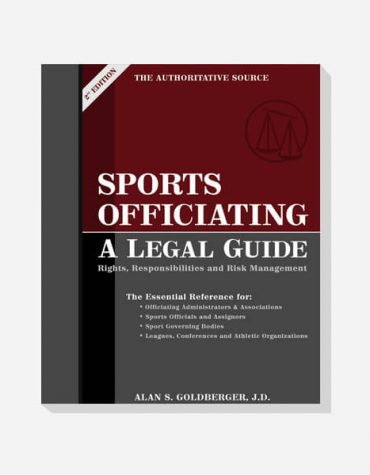 2nd EDITION
THE AUTHORITATIVE SOURCE
SPORTS
OFFICIATING
A LEGAL GUIDE
Rights, Responsibilities and Risk Management
The Essential Reference for:
• Officiating Administrators & Associations
• Sports Officials and Assignors
• Sport Governing Bodies
• Leagues, Conferences and Athletic Organizations
ALAN S. GOLDBERGER, J.D.